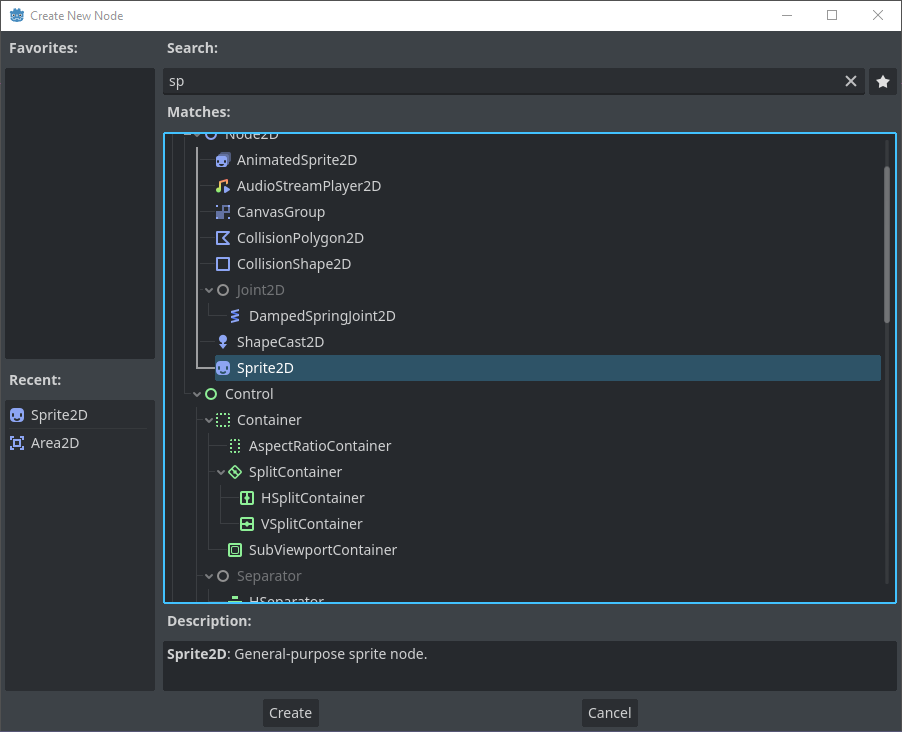 Create New Node
Favorites:
Search:
sp
Matches:
Node2D
AnimatedSprite2D
AudioStreamPlayer2D
CanvasGroup
CollisionPolygon2D
CollisionShape2D
Joint2D
DampedSpringJoint2D
ShapeCast2D
Sprite2D
Control
Container
AspectRatioContainer
SplitContainer
HSplitContainer
VSplitContainer
SubViewportContainer
Separator
HSeparator
Recent:
Sprite2D
Area2D
Description:
Sprite2D: General-purpose sprite node.
Create
Cancel